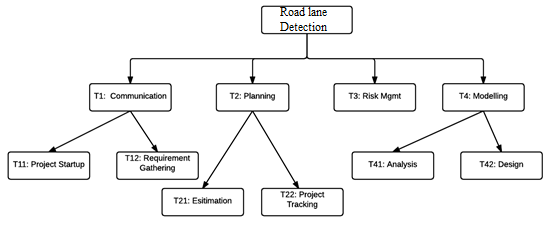 Road lane
Detection
T1: Communication
T2: Planning
T3: Risk Mgmt
T4: Modelling
T11: Project Startup
T12: Requirement
Gathering
T41: Analysis
T42: Design
T21: Esitimation
T22: Project
Tracking